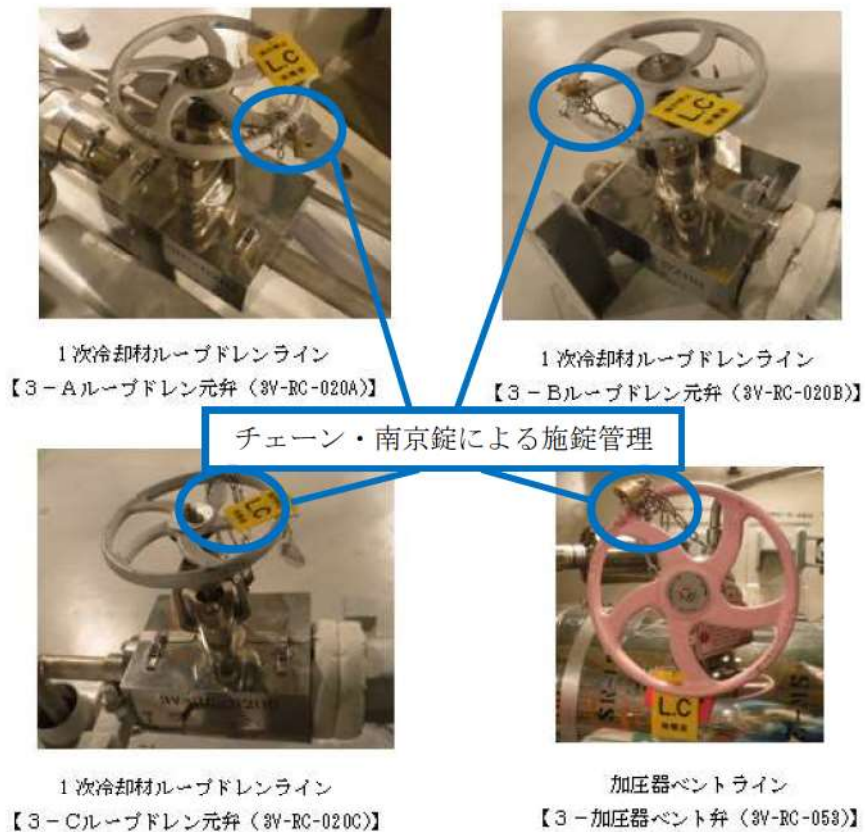 L.C
L.C
1次冷却材ループドレンライン
【3-Aループドレン元弁(3V-RC-020A)】
1次冷却材ループドレンライン
【3-Bループドレン元弁(3V-RC-020B)】
チェーン・南京錠による施錠管理
L.C
L.C
1次冷却材ループドレンライン
【3-Cループドレン元弁(3V-RC-020C)】
加圧器ベントライン
【3-加圧器ベント弁(3V-RC-053)】